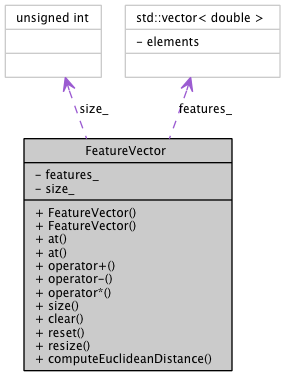 unsigned int
std::vector< double >
- elements
size_
features_
FeatureVector
- features_
- size_
+ FeatureVector()
+ FeatureVector()
+ at()
+ at()
+ operator+()
+ operator-()
+ operator*()
+ size()
+ clear()
+ reset()
+ resize()
+ computeEuclideanDistance()